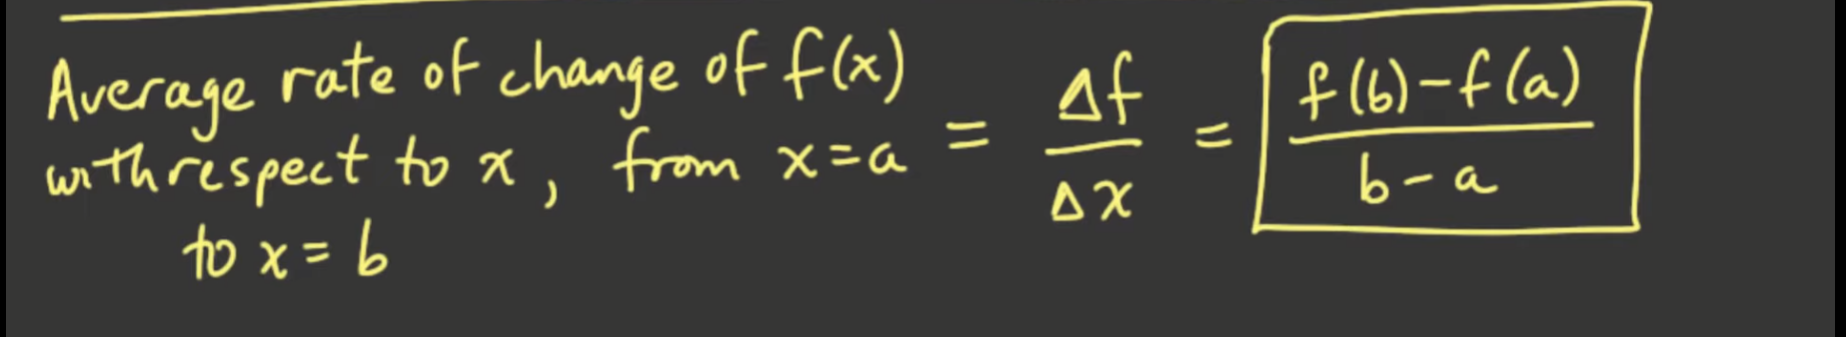 Average rate of change of f(x)
with respect to x, from x=a = Δf/Δx = f(b)-f(a)/b-a
to x=b